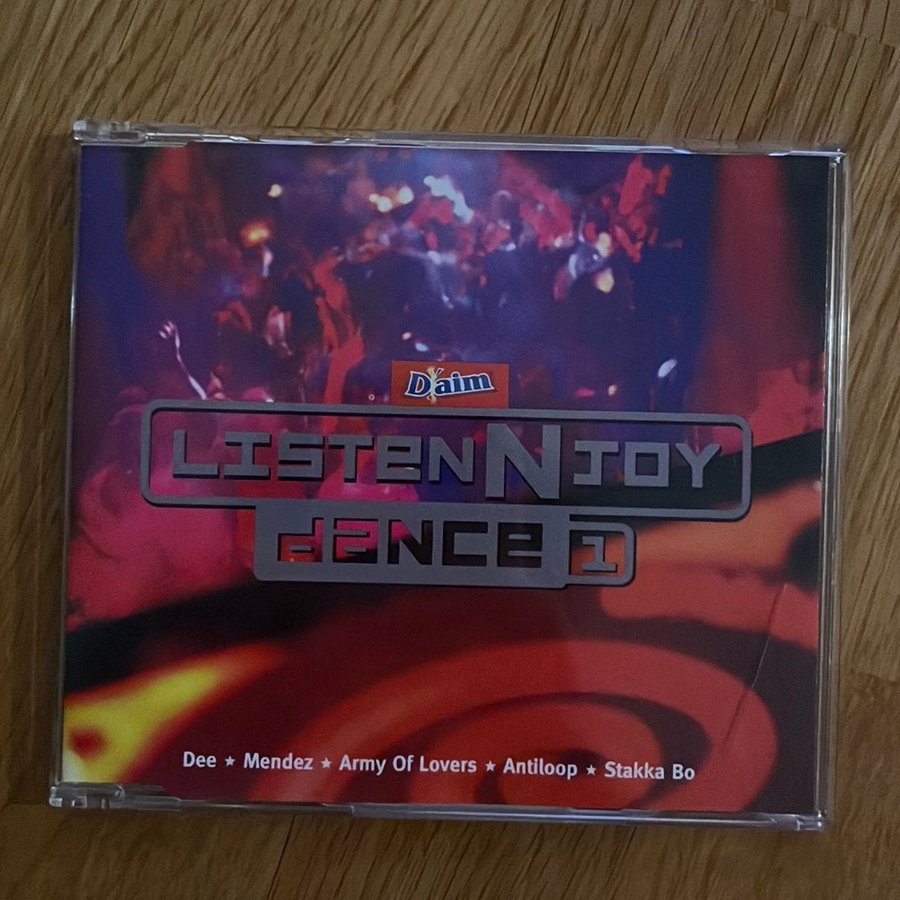 Daim
LISTEN N JOY
dance 1
Dee ★ Mendez ★ Army Of Lovers ★ Antiloop ★ Stakka Bo